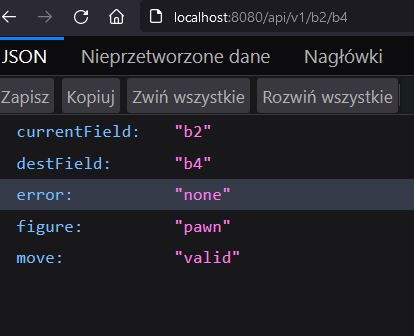 localhost:8080/api/v1/b2/b4
JSON Nieprzetworzone dane Nagłówki
Zapisz Kopiuj Zwiń wszystkie Rozwiń wszystkie
currentField: "b2"
destField: "b4"
error: "none"
figure: "pawn"
move: "valid"